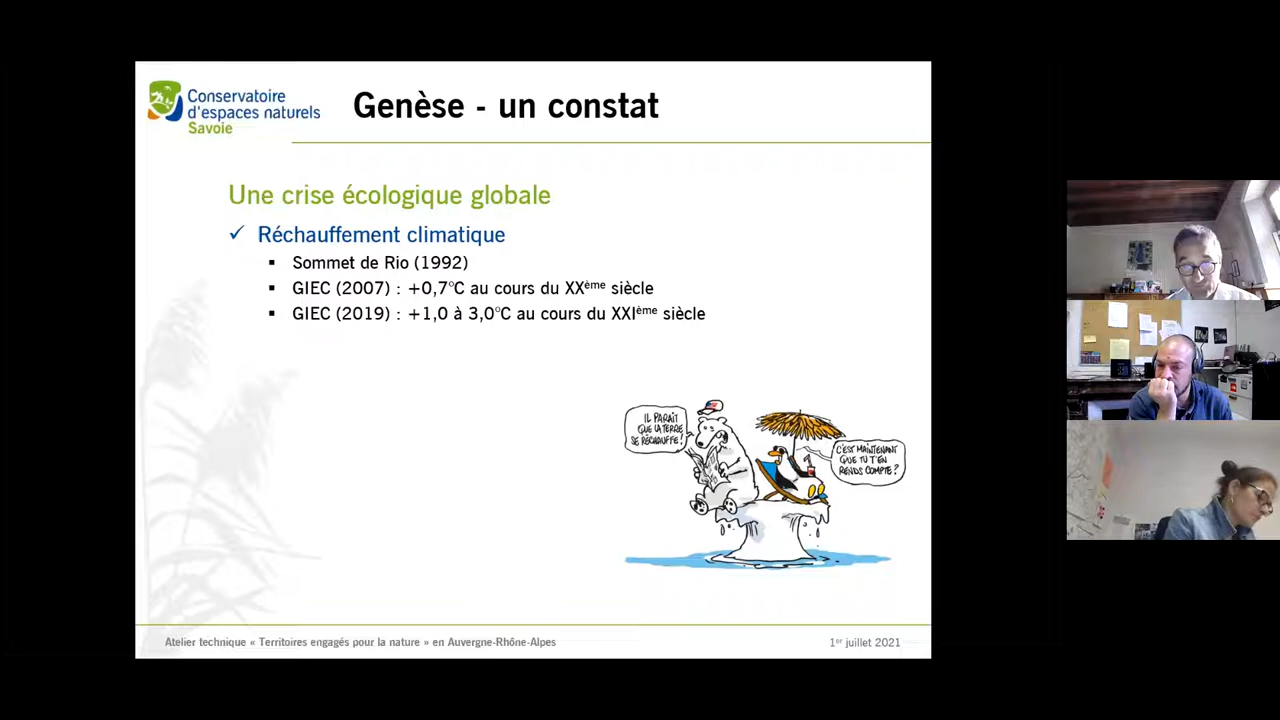 Conservatoire
d'espaces naturels
Savoie
Genèse - un constat
Une crise écologique globale
✓ Réchauffement climatique
▪ Sommet de Rio (1992)
▪ GIEC (2007) : +0,7°C au cours du XXème siècle
▪ GIEC (2019) : +1,0 à 3,0°C au cours du XXIème siècle
IL PARAÎT
QUE LA TERRE
SE RÉCHAUFFE !
C'EST MAINTENANT
QUE TU T'EN
RENDS COMPTE ?
Atelier technique « Territoires engagés pour la nature » en Auvergne-Rhône-Alpes
1er juillet 2021